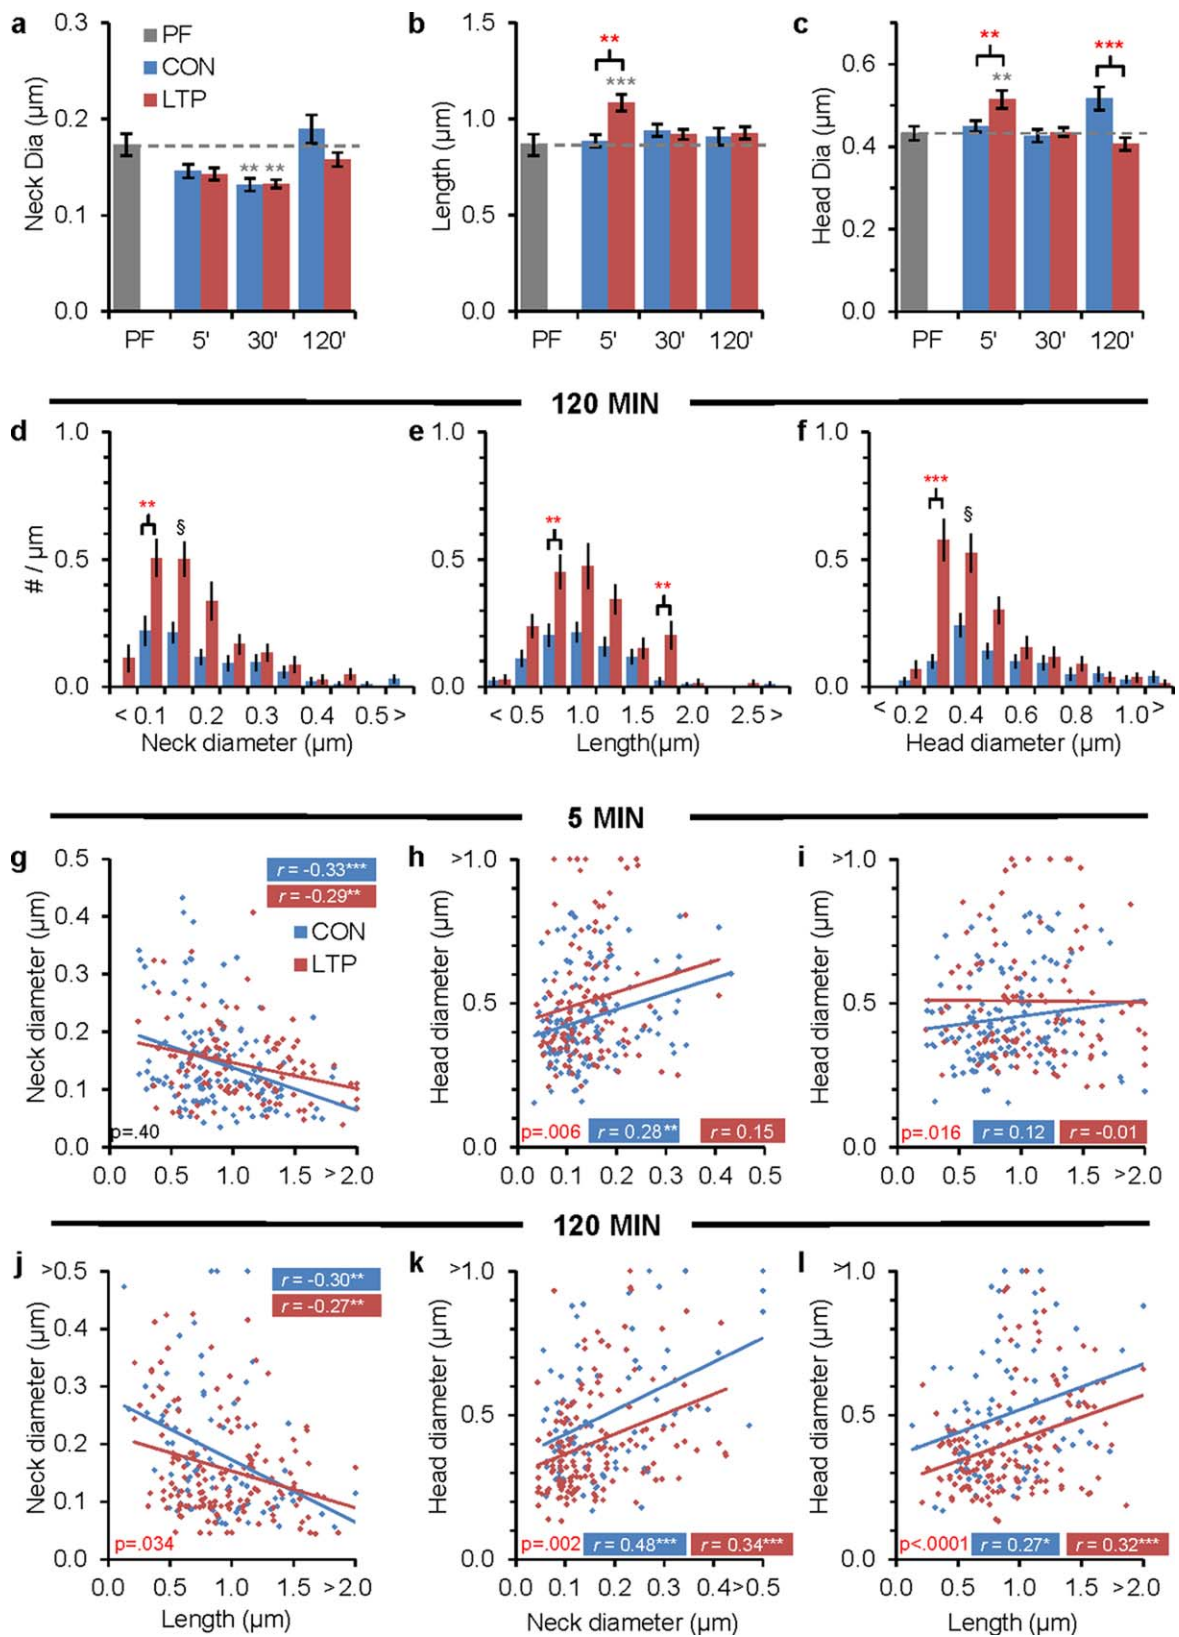 a
b
c
0.3
0.2
0.1
0.0
Neck Dia (µm)
PF
CON
LTP
** **
PF 5' 30' 120'
1.5
1.0
0.5
0.0
Length (µm)
**
***
PF 5' 30' 120'
0.6
0.4
0.2
0.0
Head Dia (µm)
**
**
***
PF 5' 30' 120'
120 MIN
d
e
f
1.0
0.5
0.0
# / µm
**
§
< 0.1 0.2 0.3 0.4 0.5 >
Neck diameter (µm)
1.0
0.5
0.0
**
**
< 0.5 1.0 1.5 2.0 2.5 >
Length(µm)
1.0
0.5
0.0
***
§
< 0.2 0.4 0.6 0.8 1.0 >
Head diameter (µm)
5 MIN
g
h
i
0.5
0.4
0.3
0.2
0.1
0.0
Neck diameter (µm)
r = -0.33***
r = -0.29**
CON
LTP
p=.40
0.0 0.5 1.0 1.5 >2.0
>1.0
0.5
0.0
Head diameter (µm)
p=.006 r = 0.28** r = 0.15
0.0 0.1 0.2 0.3 0.4 0.5
>1.0
0.5
0.0
Head diameter (µm)
p=.016 r = 0.12 r = -0.01
0.0 0.5 1.0 1.5 >2.0
120 MIN
j
k
l
>0.5
0.4
0.3
0.2
0.1
0.0
Neck diameter (µm)
r = -0.30**
r = -0.27**
p=.034
0.0 0.5 1.0 1.5 >2.0
Length (µm)
>1.0
0.5
0.0
Head diameter (µm)
p=.002 r = 0.48*** r = 0.34***
0.0 0.1 0.2 0.3 0.4>0.5
Neck diameter (µm)
>1.0
0.5
0.0
Head diameter (µm)
p<.0001 r = 0.27* r = 0.32***
0.0 0.5 1.0 1.5 >2.0
Length (µm)